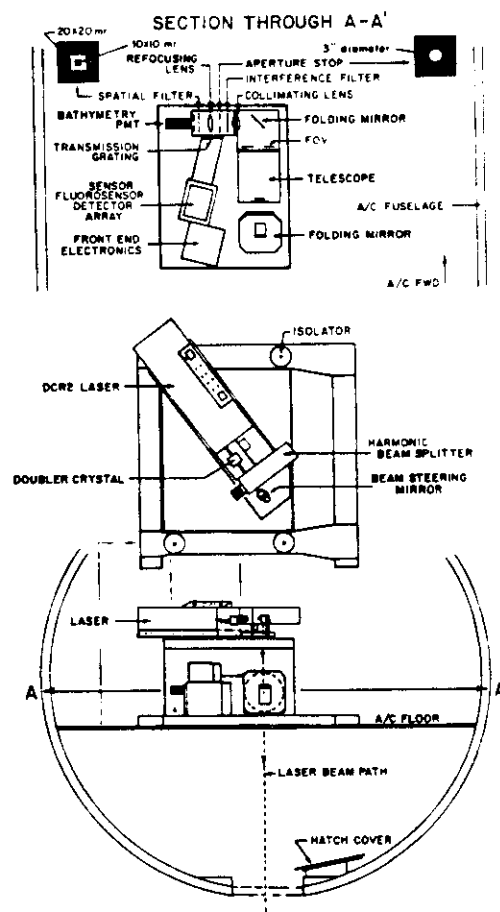 SECTION THROUGH A-A'
20X20 mr
10X10 mr
REFOCUSING
LENS
3" diameter
APERTURE STOP
INTERFERENCE FILTER
SPATIAL FILTER
COLLIMATING LENS
BATHYMETRY
PMT
FOLDING MIRROR
TRANSMISSION
GRATING
FOV
TELESCOPE
SENSOR
FLUROSENSOR
DETECTOR
ARRAY
A/C FUSELAGE
FRONT END
ELECTRONICS
FOLDING MIRROR
A/C FWD
ISOLATOR
DCR2 LASER
HARMONIC
BEAM SPLITTER
DOUBLER CRYSTAL
BEAM STEERING
MIRROR
LASER
A
A
A/C FLOOR
LASER BEAM PATH
HATCH COVER